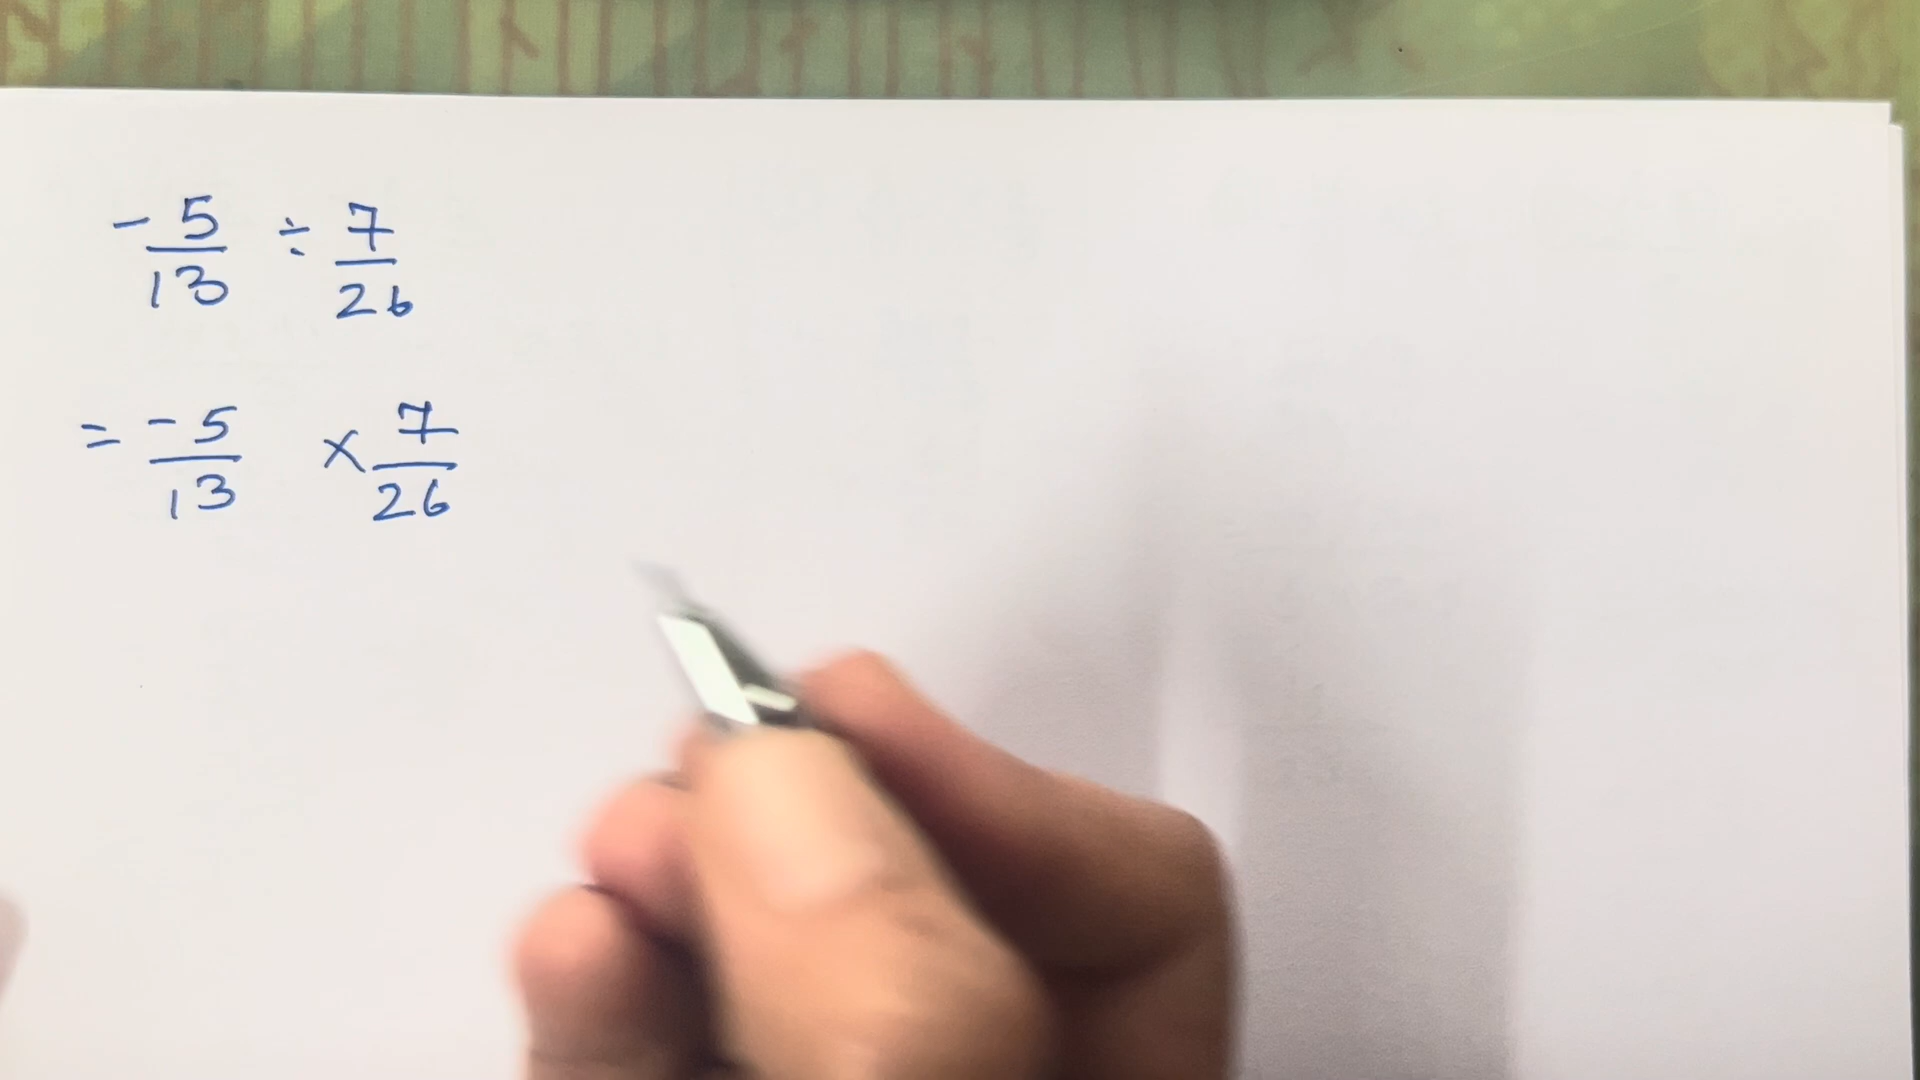 -5/13 ÷ 7/26
= -5/13 × 7/26